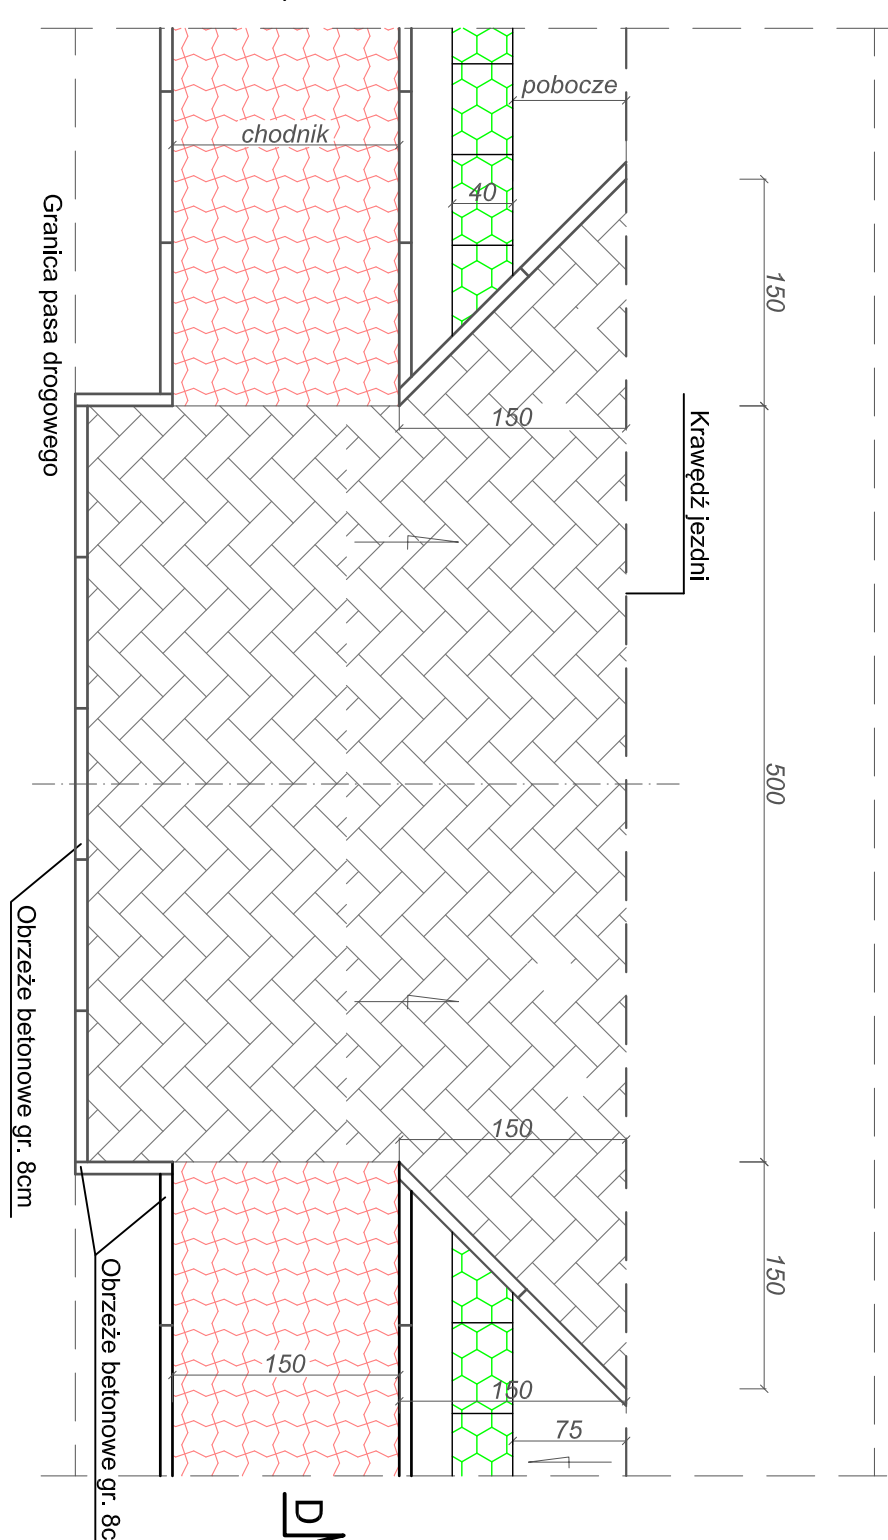 pobocze
chodnik
40
150
Granica pasa drogowego
150
Krawędź jezdni
500
Obrzeże betonowe gr. 8cm
150
Obrzeże betonowe gr. 8c
150
150
150
75
D